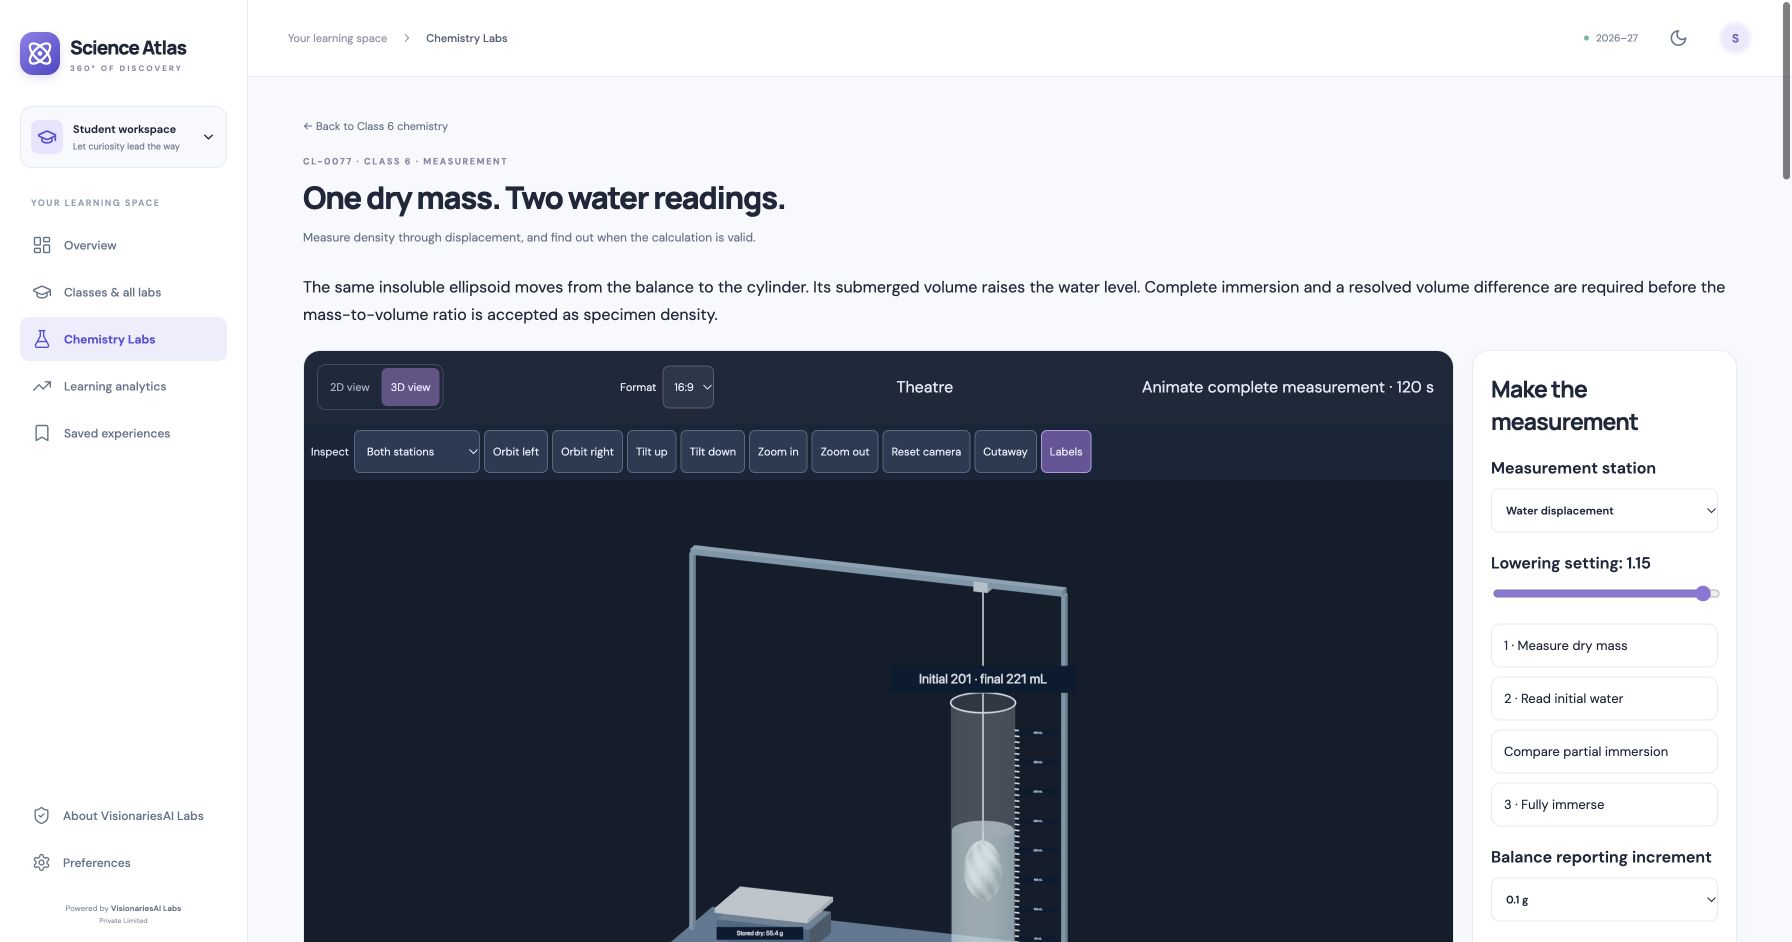 Science Atlas
360° OF DISCOVERY
Student workspace
Let curiosity lead the way
YOUR LEARNING SPACE
Overview
Classes & all labs
Chemistry Labs
Learning analytics
Saved experiences
About VisionariesAI Labs
Preferences
Powered by VisionariesAI Labs
Private Limited
Your learning space > Chemistry Labs
2026–27
S
← Back to Class 6 chemistry
CL-0077 · CLASS 6 · MEASUREMENT
One dry mass. Two water readings.
Measure density through displacement, and find out when the calculation is valid.
The same insoluble ellipsoid moves from the balance to the cylinder. Its submerged volume raises the water level. Complete immersion and a resolved volume difference are required before the
mass-to-volume ratio is accepted as specimen density.
2D view 3D view Format 16:9 Theatre Animate complete measurement · 120 s
Inspect Both stations Orbit left Orbit right Tilt up Tilt down Zoom in Zoom out Reset camera Cutaway Labels
Initial 201 · final 221 mL
Stored dry: 55.4 g
Make the
measurement
Measurement station
Water displacement
Lowering setting: 1.15
1 · Measure dry mass
2 · Read initial water
Compare partial immersion
3 · Fully immerse
Balance reporting increment
0.1 g